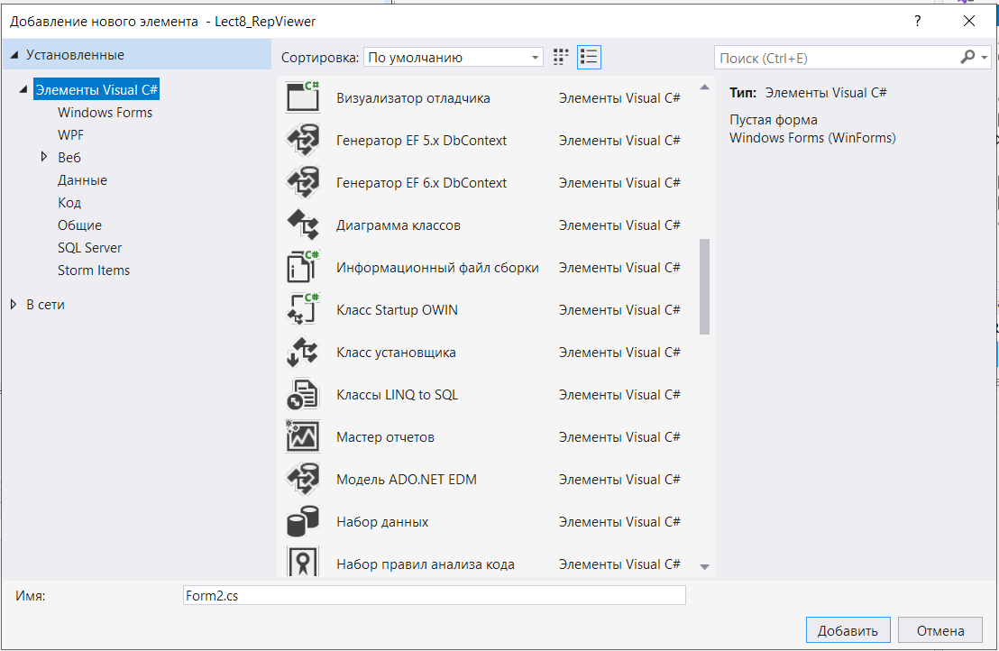 Добавление нового элемента - Lect8_RepViewer
?
Установленные
Элементы Visual C#
Windows Forms
WPF
Веб
Данные
Код
Общие
SQL Server
Storm Items
В сети
Сортировка: По умолчанию
Визуализатор отладчика Элементы Visual C#
Генератор EF 5.x DbContext Элементы Visual C#
Генератор EF 6.x DbContext Элементы Visual C#
Диаграмма классов Элементы Visual C#
Информационный файл сборки Элементы Visual C#
Класс Startup OWIN Элементы Visual C#
Класс установщика Элементы Visual C#
Классы LINQ to SQL Элементы Visual C#
Мастер отчетов Элементы Visual C#
Модель ADO.NET EDM Элементы Visual C#
Набор данных Элементы Visual C#
Набор правил анализа кода Элементы Visual C#
Поиск (Ctrl+E)
Тип: Элементы Visual C#
Пустая форма
Windows Forms (WinForms)
Имя: Form2.cs
Добавить Отмена